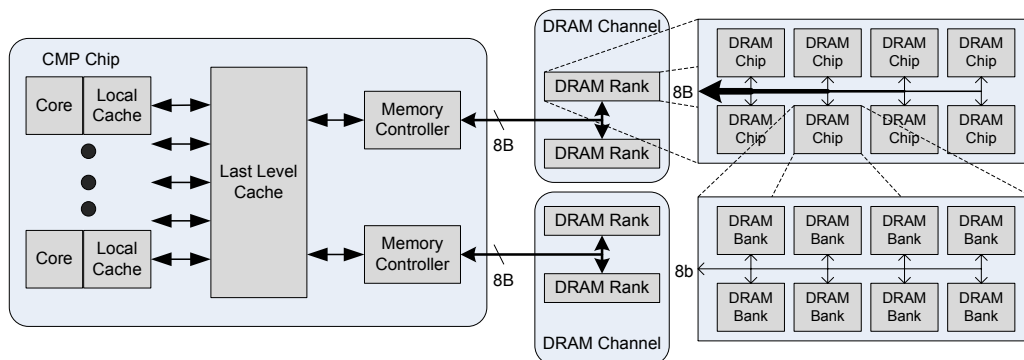 CMP Chip
Core
Local
Cache
Core
Local
Cache
Last Level
Cache
Memory
Controller
Memory
Controller
8B
8B
DRAM Channel
DRAM Rank
DRAM Rank
DRAM Rank
DRAM Rank
DRAM Channel
8B
DRAM
Chip
DRAM
Chip
DRAM
Chip
DRAM
Chip
DRAM
Chip
DRAM
Chip
DRAM
Chip
DRAM
Chip
8b
DRAM
Bank
DRAM
Bank
DRAM
Bank
DRAM
Bank
DRAM
Bank
DRAM
Bank
DRAM
Bank
DRAM
Bank